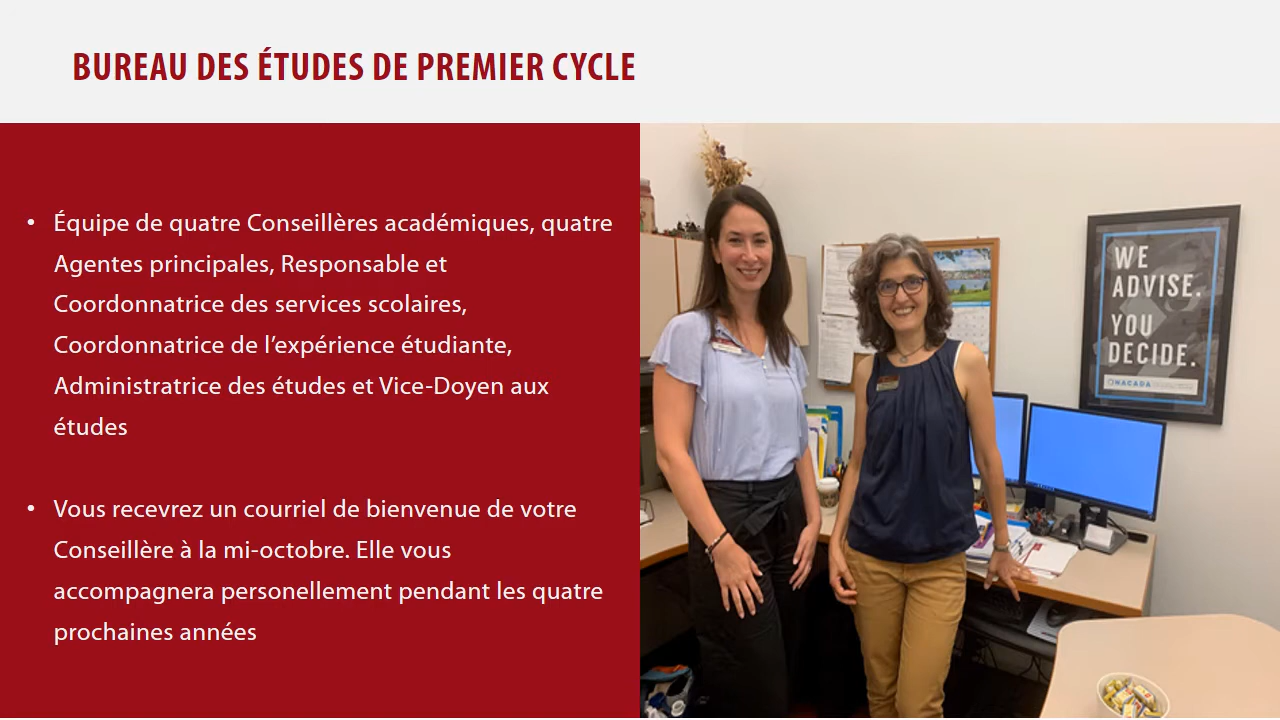 BUREAU DES ÉTUDES DE PREMIER CYCLE
• Équipe de quatre Conseillères académiques, quatre
Agentes principales, Responsable et
Coordonnatrice des services scolaires,
Coordonnatrice de l’expérience étudiante,
Administratrice des études et Vice-Doyen aux
études
• Vous recevrez un courriel de bienvenue de votre
Conseillère à la mi-octobre. Elle vous
accompagnera personellement pendant les quatre
prochaines années
WE
ADVISE.
YOU
DECIDE.
NACADA